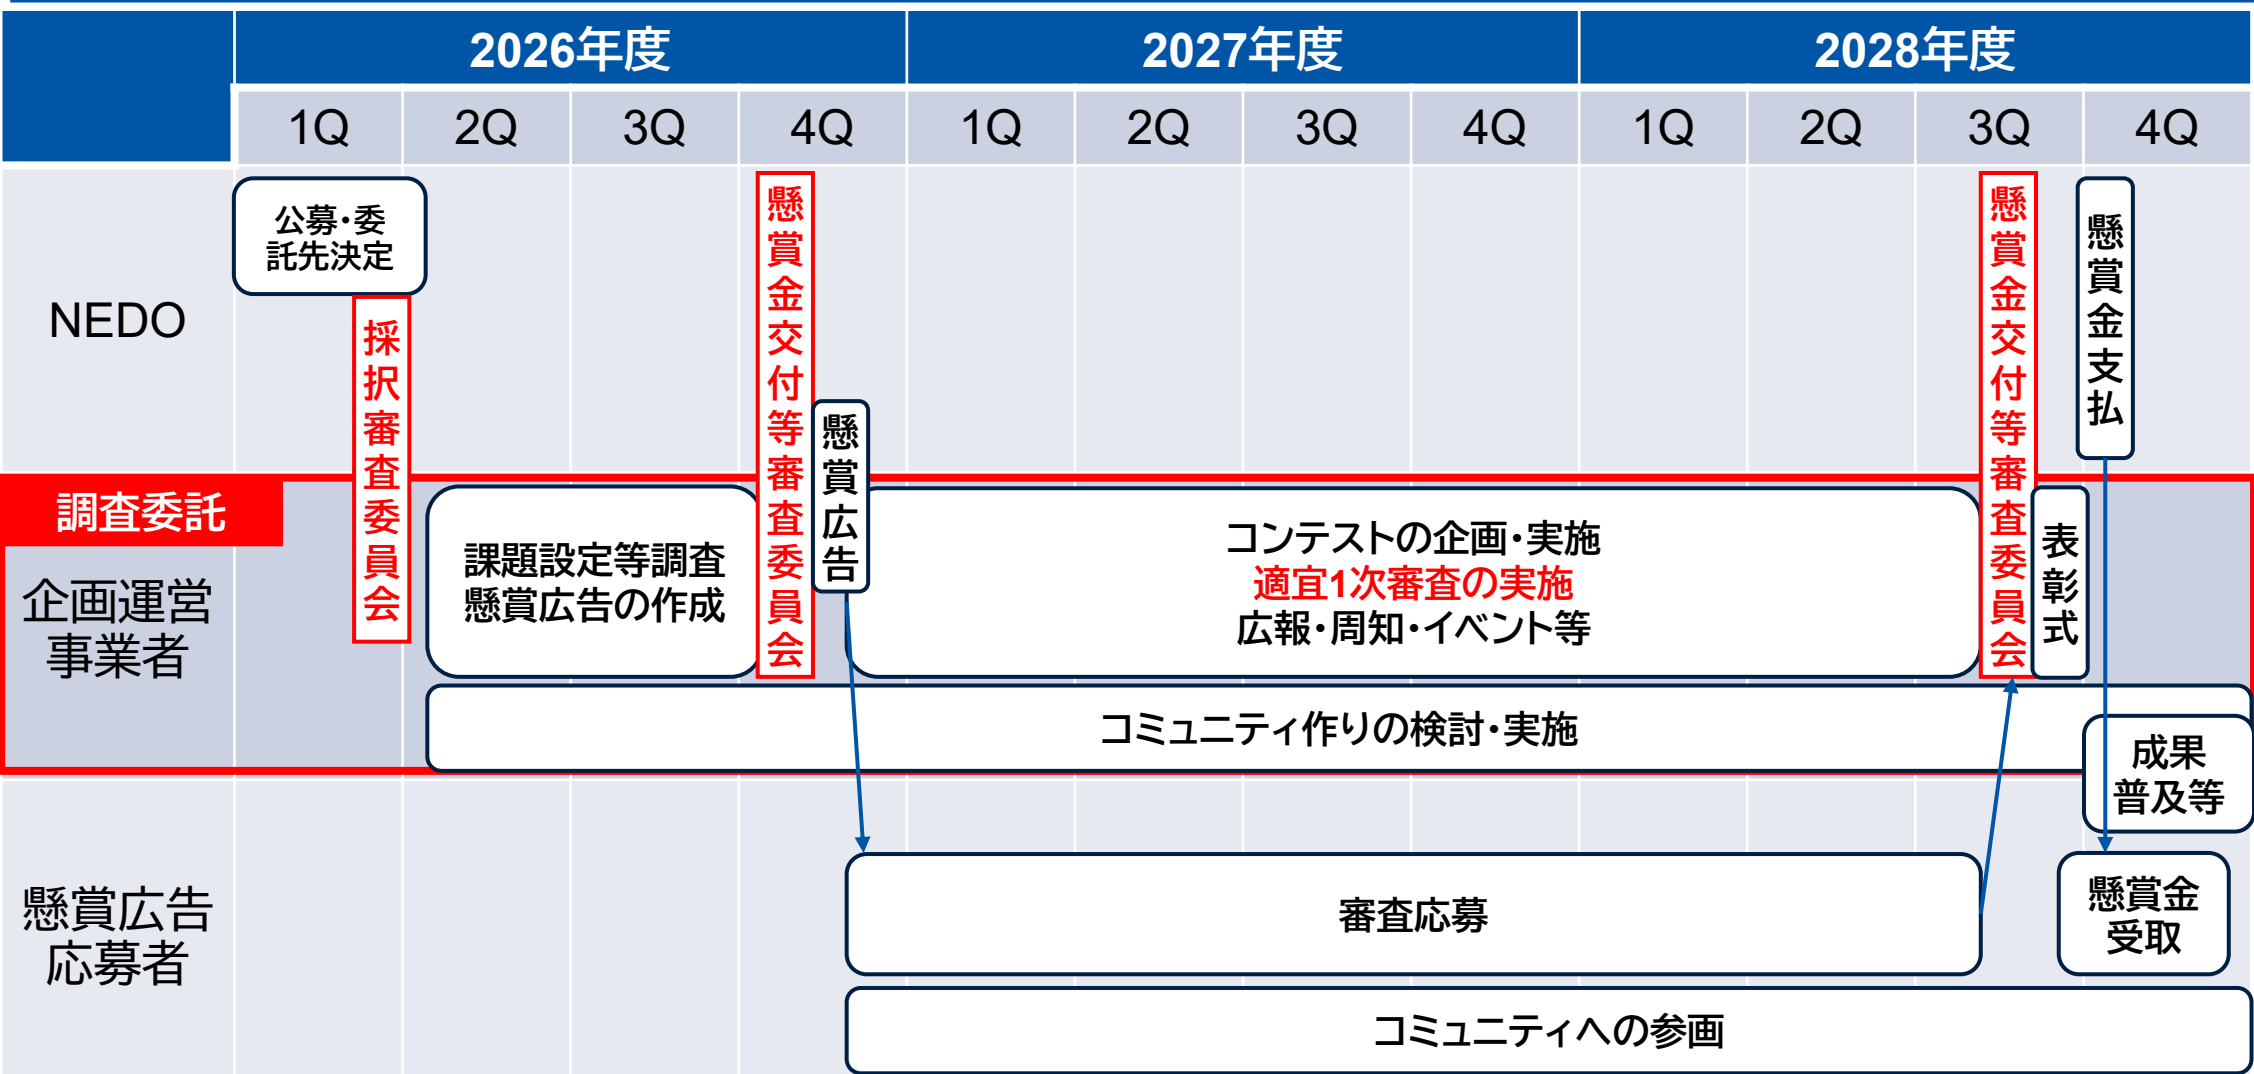 2026年度
2027年度
2028年度
1Q
2Q
3Q
4Q
1Q
2Q
3Q
4Q
1Q
2Q
3Q
4Q
NEDO
公募・委
託先決定
採択審査委員会
懸賞金交付等審査委員会
懸賞広告
懸賞金交付等審査委員会
懸賞金支払
調査委託
企画運営
事業者
課題設定等調査
懸賞広告の作成
コンテストの企画・実施
適宜1次審査の実施
広報・周知・イベント等
表彰式
コミュニティ作りの検討・実施
成果
普及等
懸賞広告
応募者
審査応募
懸賞金
受取
コミュニティへの参画